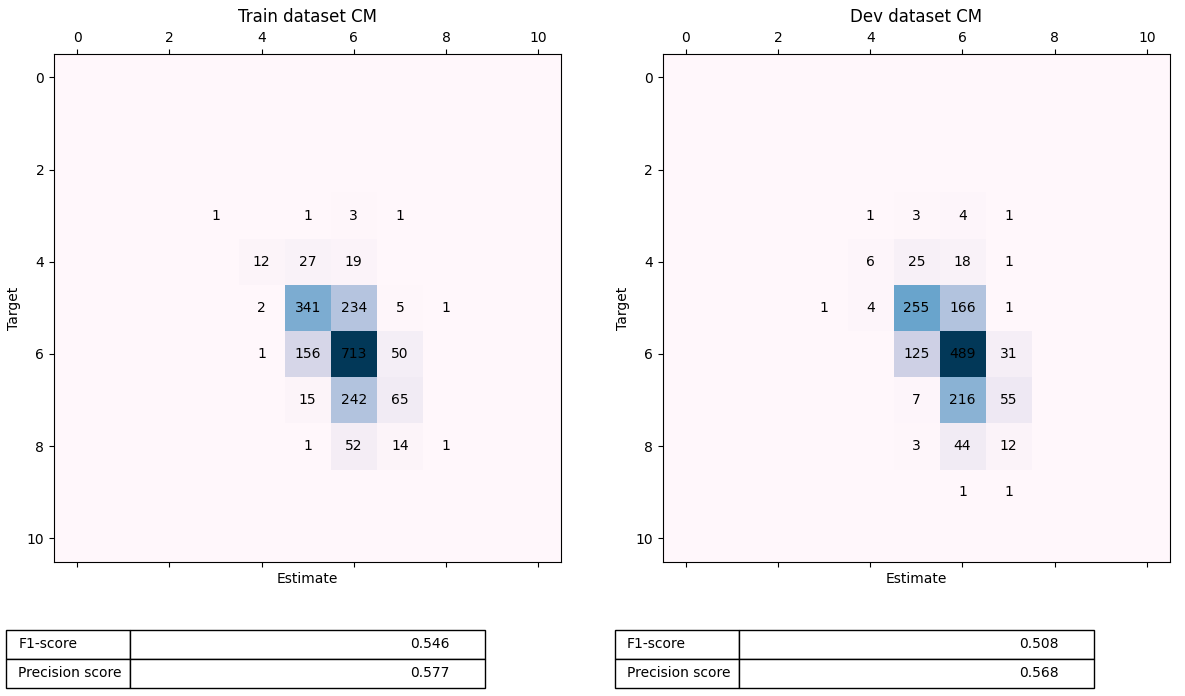 Train dataset CM
0 2 4 6 8 10
0
2
1 1 3 1
4 12 27 19
2 341 234 5 1
6 1 156 713 50
15 242 65
8 1 52 14 1
10
Target
Estimate
F1-score 0.546
Precision score 0.577
Dev dataset CM
0 2 4 6 8 10
0
2
1 3 4 1
4 6 25 18 1
1 4 255 166 1
6 125 489 31
7 216 55
8 3 44 12
1 1
10
Target
Estimate
F1-score 0.508
Precision score 0.568